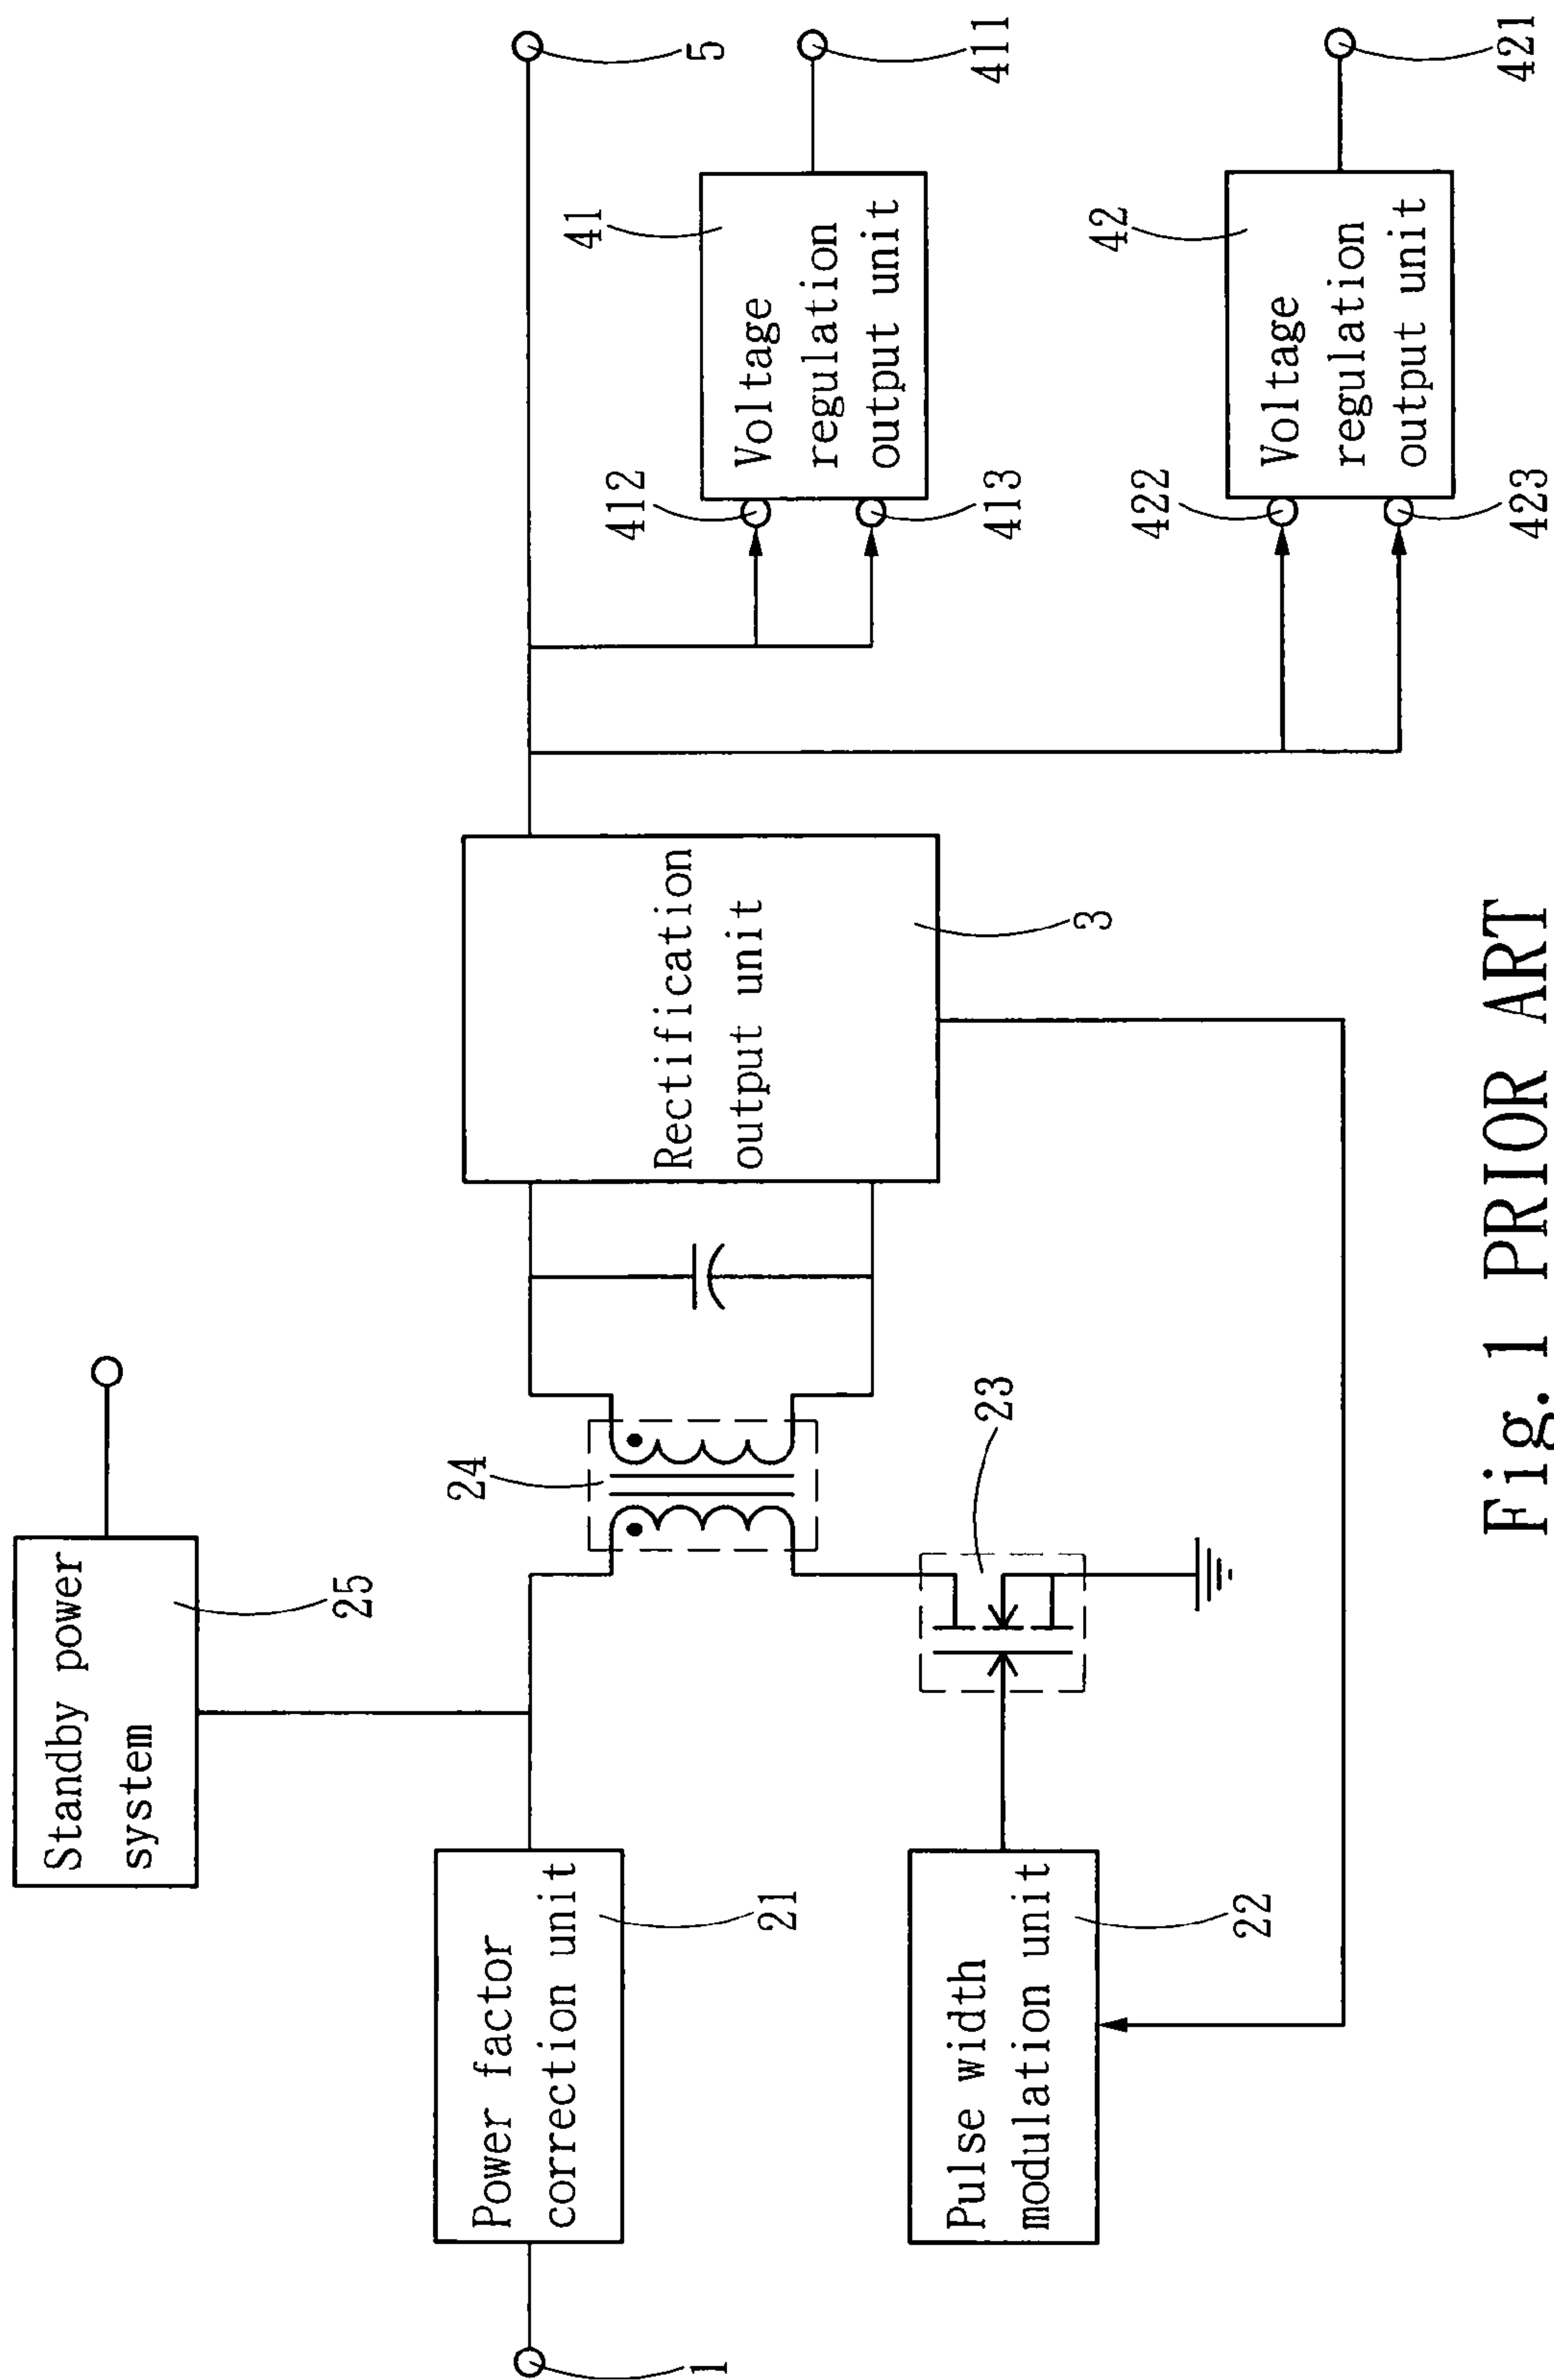 Standby power
system
25
5
24
Power factor
correction unit
21
1
Rectification
output unit
3
41
Voltage
regulation
output unit
411
412
413
23
Pulse width
modulation unit
22
42
Voltage
regulation
output unit
421
422
423
Fig. 1 PRIOR ART